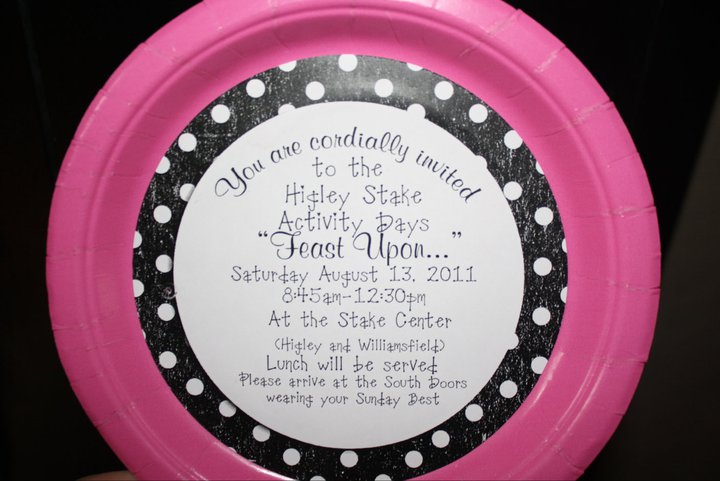 You are cordially invited
to the
Higley Stake
Activity Days
"Feast Upon..."
Saturday August 13, 2011
8:45am-12:30pm
At the Stake Center
(Higley and Williamsfield)
Lunch will be served
Please arrive at the South Doors
wearing your Sunday Best